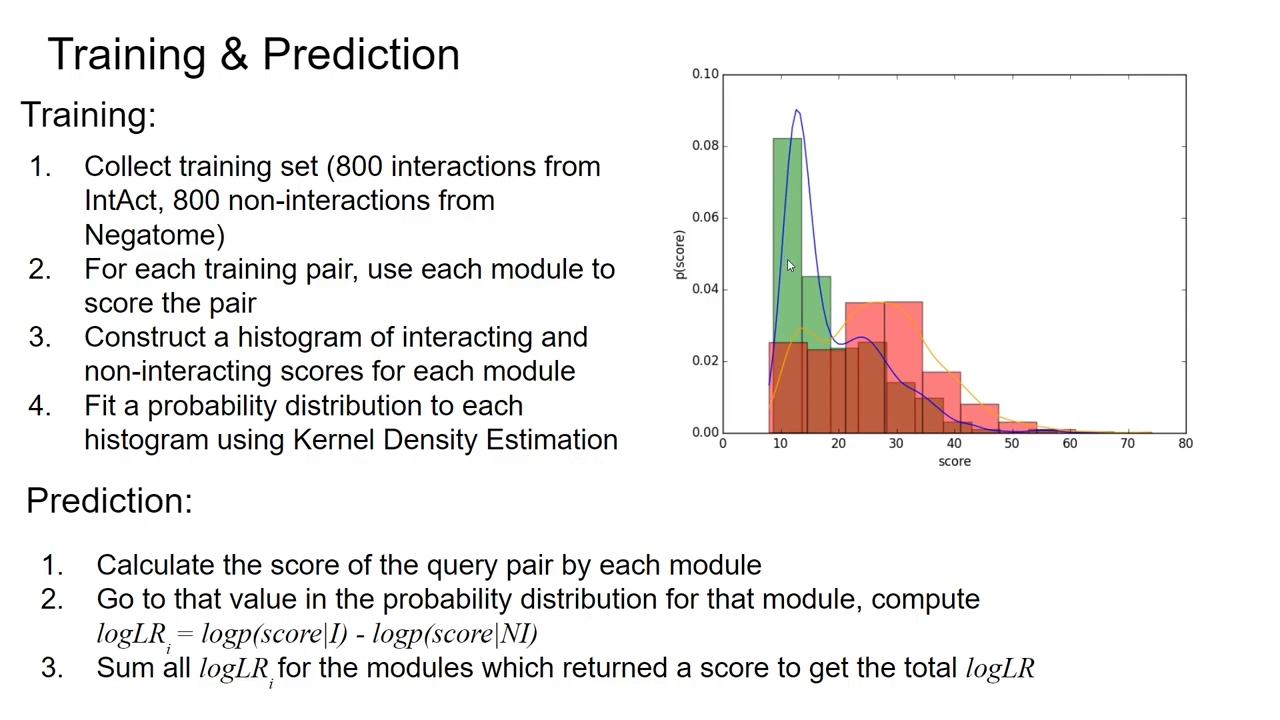 Training & Prediction
Training:
1. Collect training set (800 interactions from
IntAct, 800 non-interactions from
Negatome)
2. For each training pair, use each module to
score the pair
3. Construct a histogram of interacting and
non-interacting scores for each module
4. Fit a probability distribution to each
histogram using Kernel Density Estimation
0.10
0.08
0.06
0.04
0.02
0.00
p(score)
0 10 20 30 40 50 60 70 80
score
Prediction:
1. Calculate the score of the query pair by each module
2. Go to that value in the probability distribution for that module, compute
logLRi = logp(score|I) - logp(score|NI)
3. Sum all logLRi for the modules which returned a score to get the total logLR